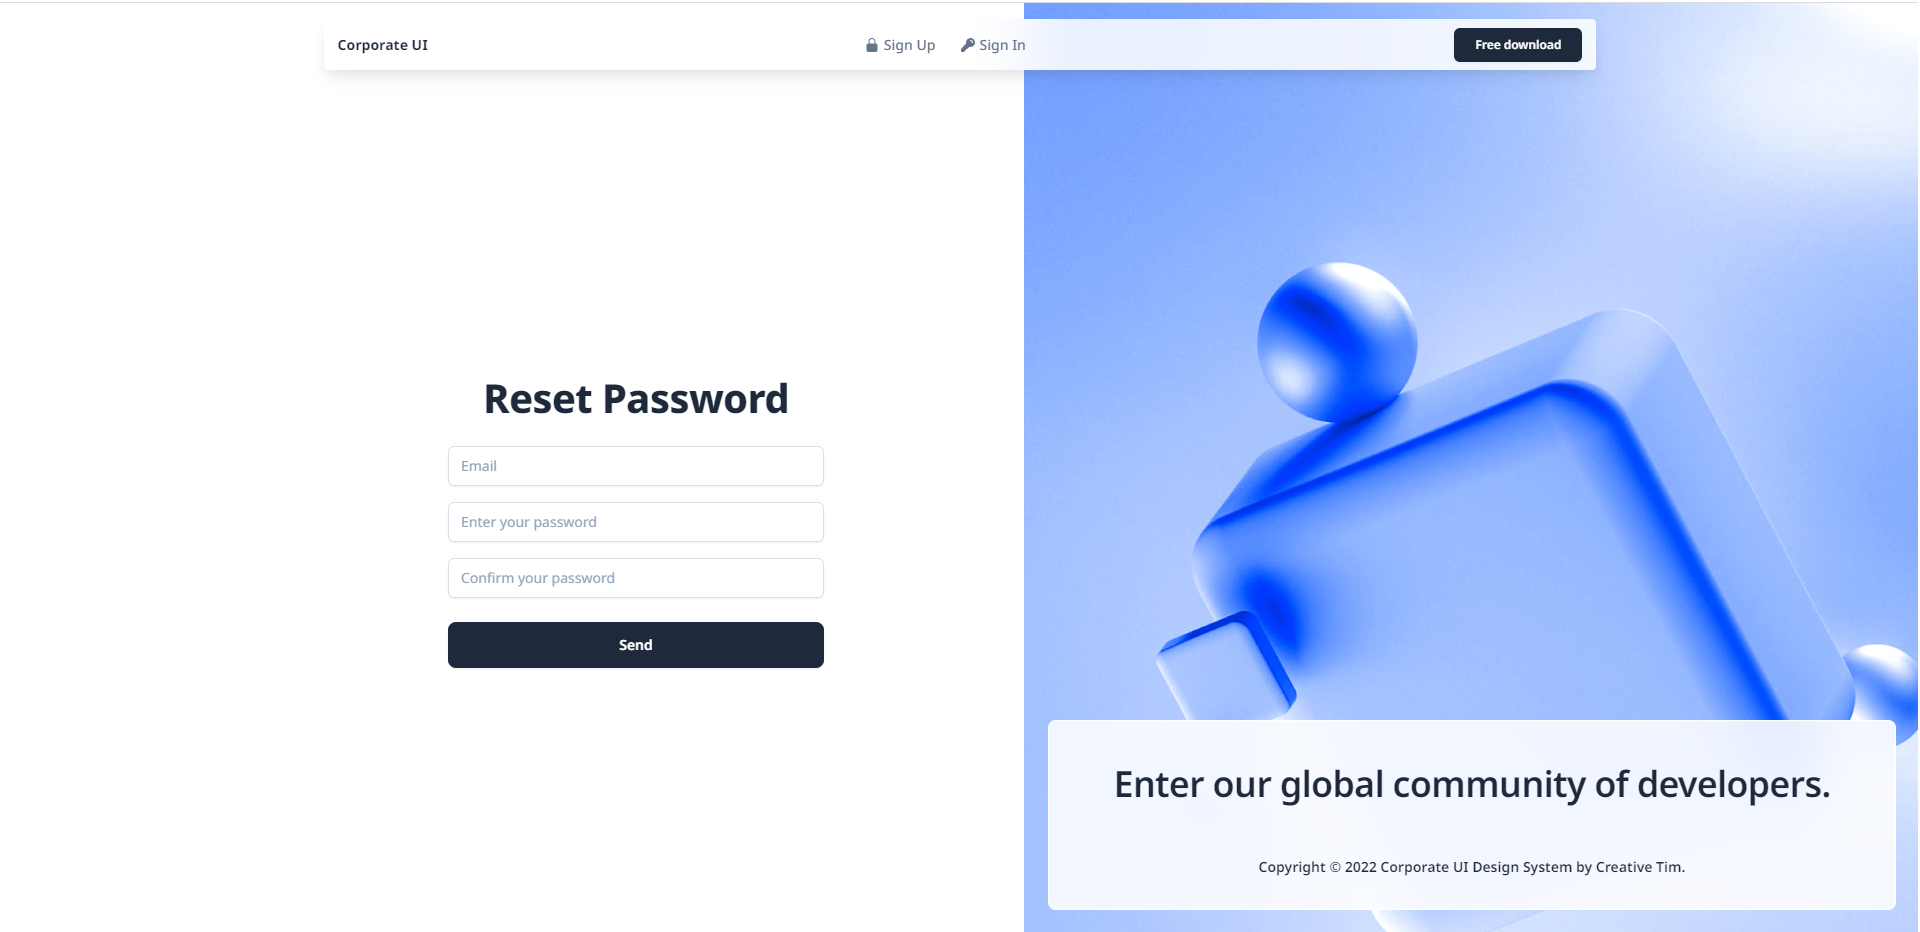 Corporate UI
Sign Up
Sign In
Free download
Reset Password
Email
Enter your password
Confirm your password
Send
Enter our global community of developers.
Copyright © 2022 Corporate UI Design System by Creative Tim.